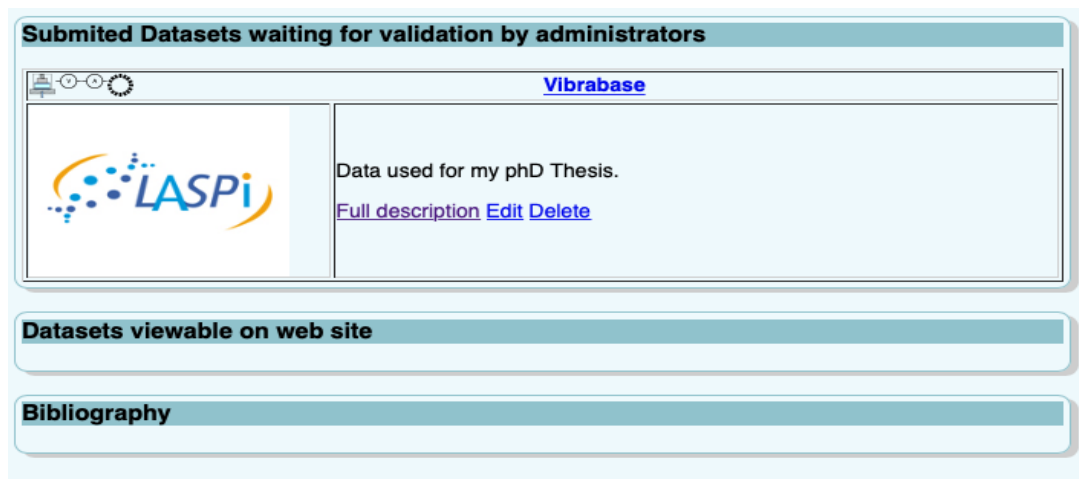 Submited Datasets waiting for validation by administrators
V A Vibrabase
LASPi
Data used for my phD Thesis.
Full description Edit Delete
Datasets viewable on web site
Bibliography